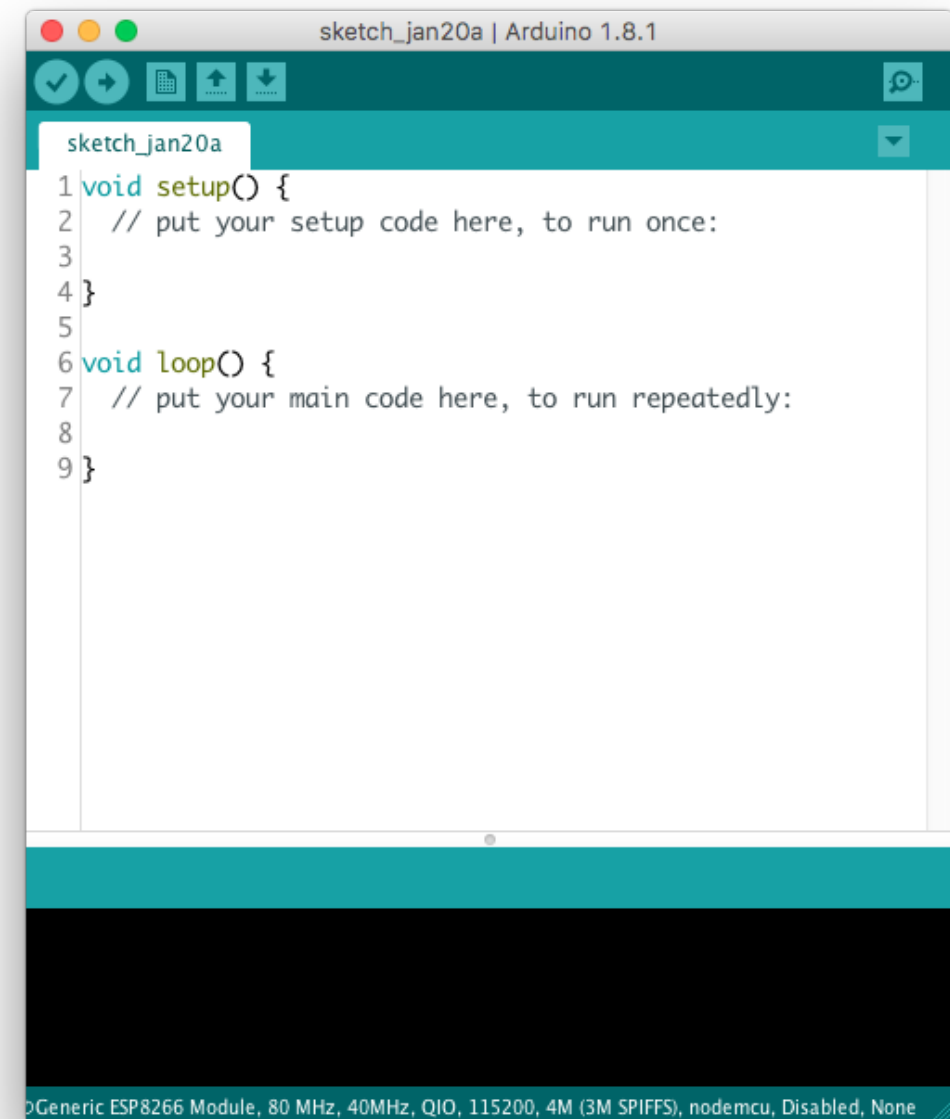 sketch_jan20a | Arduino 1.8.1
sketch_jan20a
1 void setup() {
2   // put your setup code here, to run once:
3
4 }
5
6 void loop() {
7   // put your main code here, to run repeatedly:
8
9 }
Generic ESP8266 Module, 80 MHz, 40MHz, QIO, 115200, 4M (3M SPIFFS), nodemcu, Disabled, None